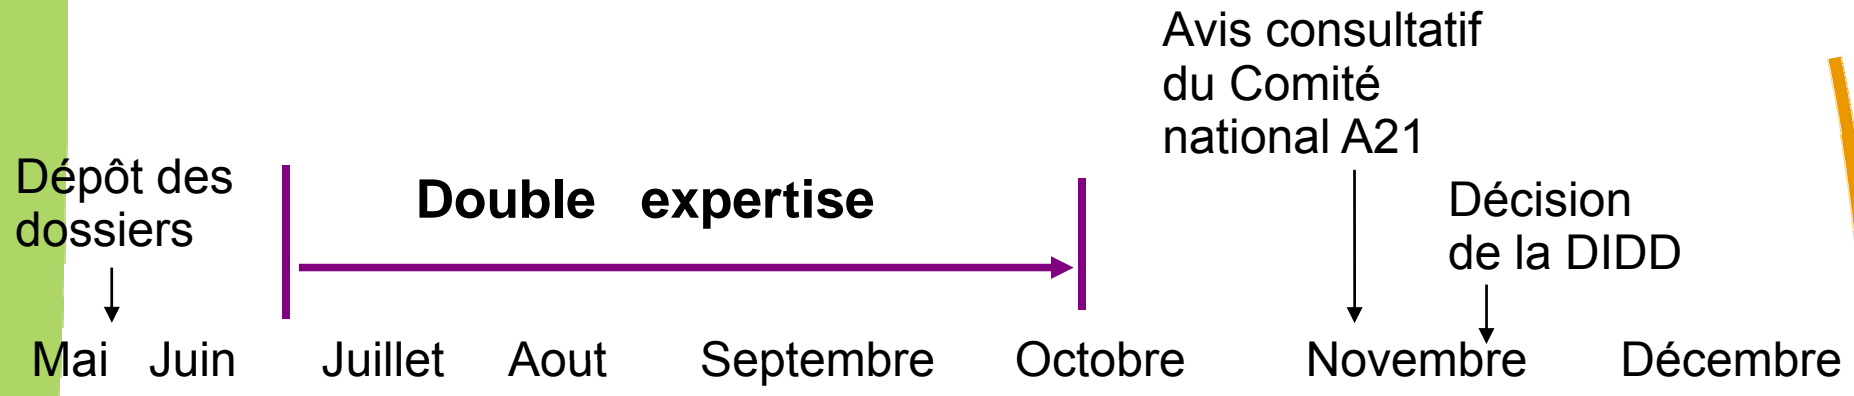 Avis consultatif
du Comité
national A21
Dépôt des
dossiers
Double expertise
Décision
de la DIDD
Mai Juin Juillet Aout Septembre Octobre Novembre Décembre